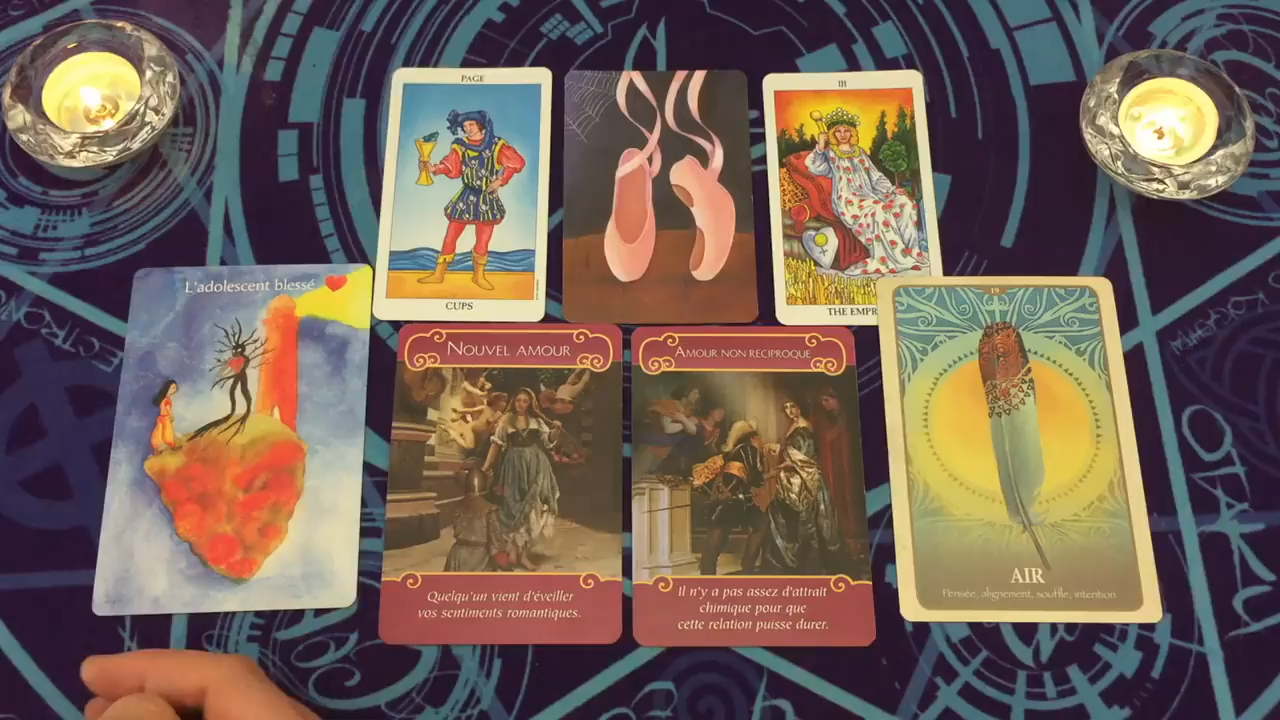 PAGE
CUPS
III
THE EMPR
L'adolescent blessé
NOUVEL AMOUR
Quelqu'un vient d'éveiller
vos sentiments romantiques.
AMOUR NON RÉCIPROQUE
Il n'y a pas assez d'attrait
chimique pour que
cette relation puisse durer.
19
AIR
Pensée, alignement, souffle, intention
OTAKU